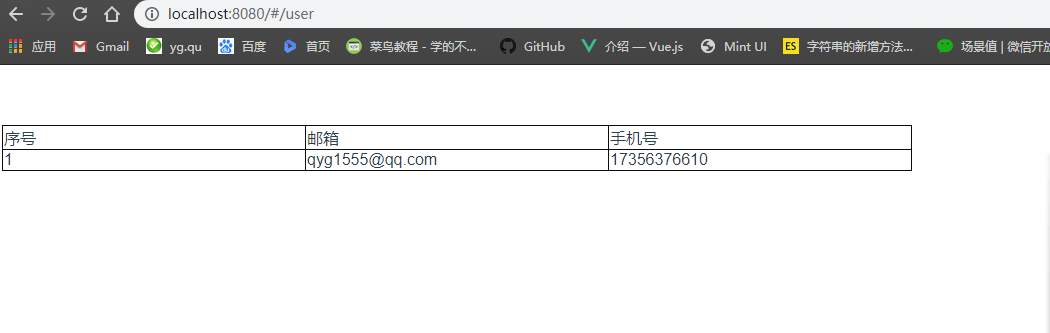 localhost:8080/#/user
应用 Gmail yg.qu 百度 首页 菜鸟教程 - 学的不... GitHub 介绍 — Vue.js Mint UI ES 字符串的新增方法... 场景值 | 微信开放
序号 邮箱 手机号
1 qyg1555@qq.com 17356376610